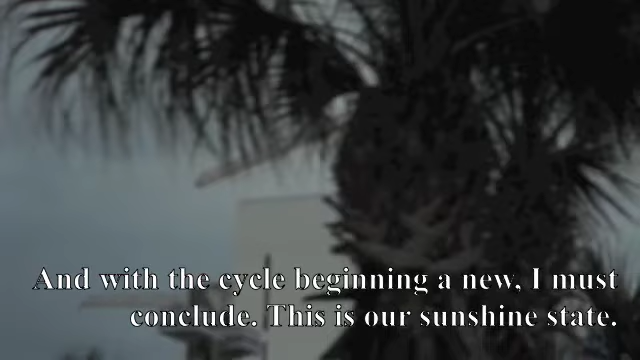 And with the cycle beginning a new, I must
conclude. This is our sunshine state.